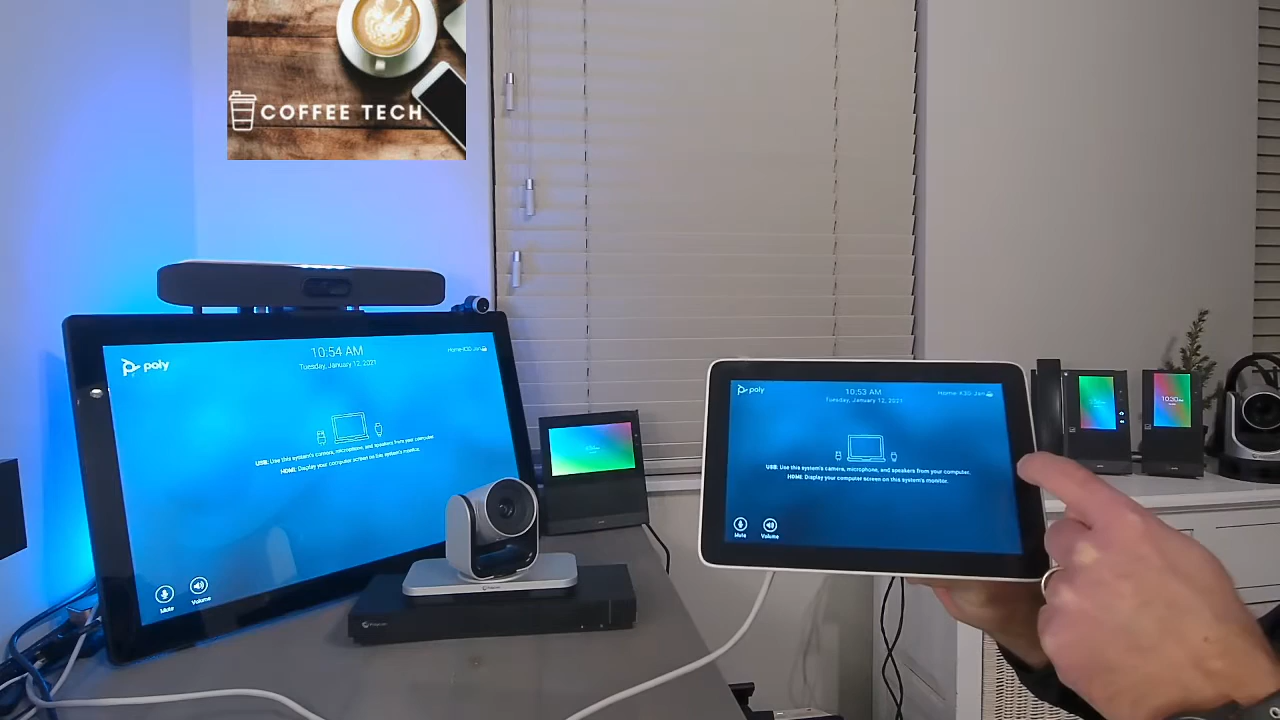 COFFEE TECH
poly
10:54 AM
Tuesday, January 12, 2021
USB: Use this system's camera, microphone, and speakers from your computer.
HDMI: Display your computer screen on this system's monitor.
Mute
Volume
poly
10:53 AM
Tuesday, January 12, 2021
Home-K3G Jan
USB: Use this system's camera, microphone, and speakers from your computer.
HDMI: Display your computer screen on this system's monitor.
Mute
Volume